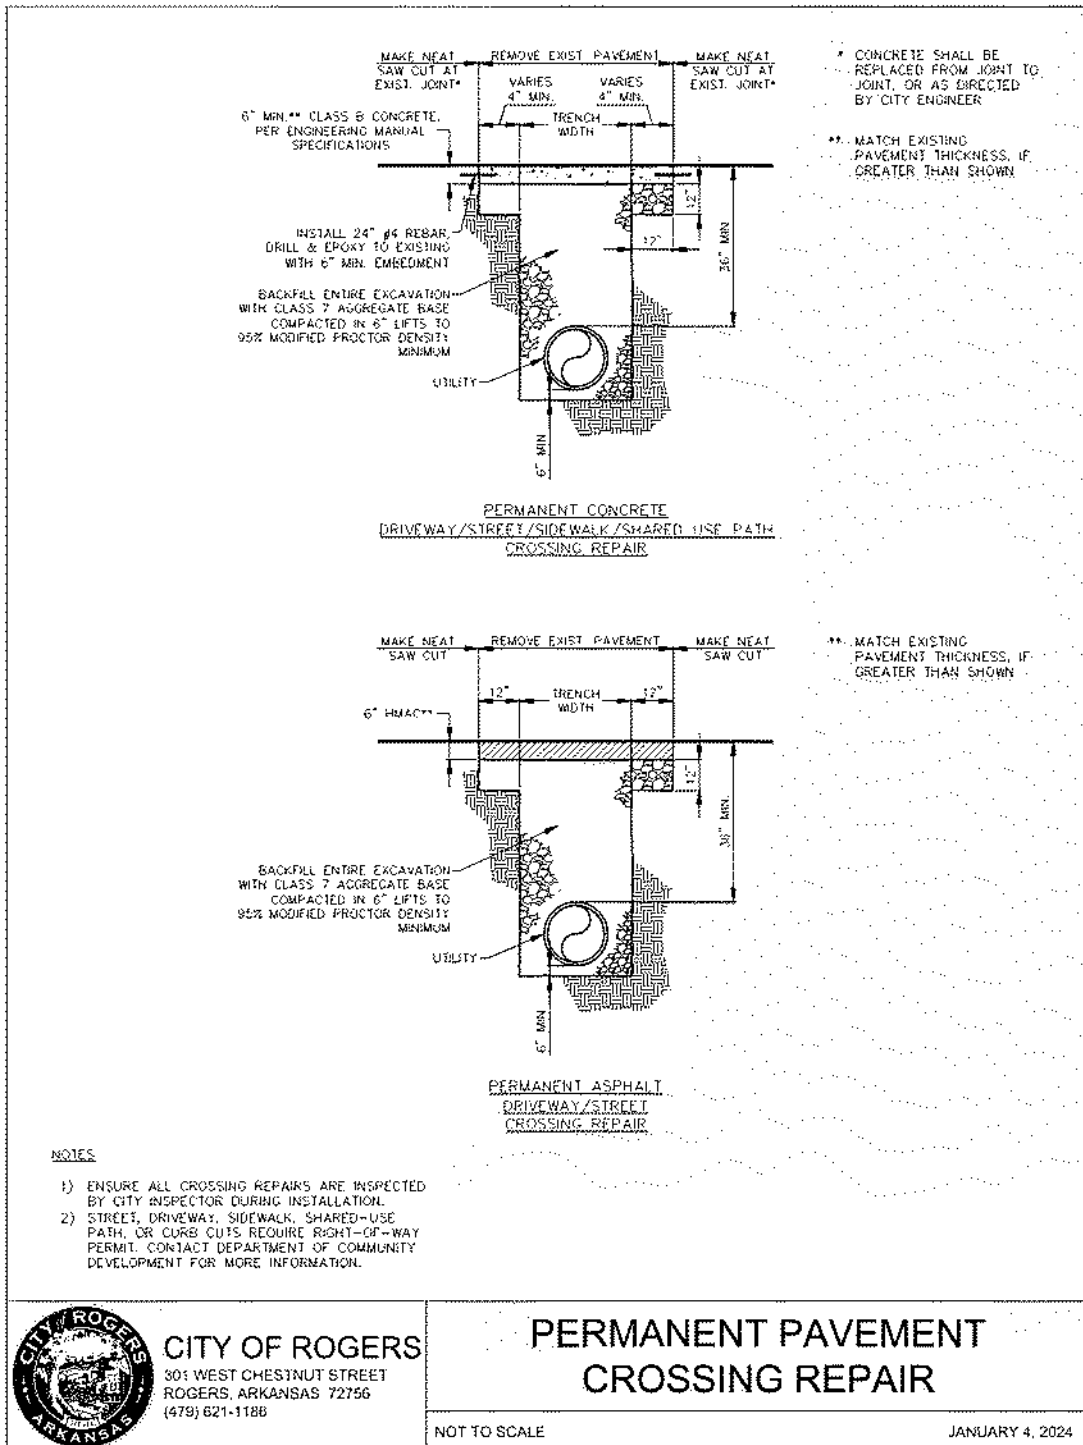 MAKE NEAT
SAW CUT AT
EXIST. JOINT*
REMOVE EXIST PAVEMENT
MAKE NEAT
SAW CUT AT
EXIST. JOINT*
VARIES
4" MIN.
VARIES
4" MIN.
TRENCH
WIDTH
6" MIN.** CLASS B CONCRETE,
PER ENGINEERING MANUAL
SPECIFICATIONS
* CONCRETE SHALL BE
REPLACED FROM JOINT TO
JOINT, OR AS DIRECTED
BY CITY ENGINEER
** MATCH EXISTING
PAVEMENT THICKNESS, IF
GREATER THAN SHOWN
12"
12"
36" MIN.
INSTALL 24" #4 REBAR,
DRILL & EPOXY TO EXISTING
WITH 6" MIN. EMBEDMENT
BACKFILL ENTIRE EXCAVATION
WITH CLASS 7 AGGREGATE BASE
COMPACTED IN 6" LIFTS TO
95% MODIFIED PROCTOR DENSITY
MINIMUM
UTILITY
6" MIN
PERMANENT CONCRETE
DRIVEWAY/STREET/SIDEWALK/SHARED USE PATH
CROSSING REPAIR
MAKE NEAT
SAW CUT
REMOVE EXIST PAVEMENT
MAKE NEAT
SAW CUT
12"
TRENCH
WIDTH
12"
6" HMAC**
** MATCH EXISTING
PAVEMENT THICKNESS, IF
GREATER THAN SHOWN
12"
36" MIN.
BACKFILL ENTIRE EXCAVATION
WITH CLASS 7 AGGREGATE BASE
COMPACTED IN 6" LIFTS TO
95% MODIFIED PROCTOR DENSITY
MINIMUM
UTILITY
6" MIN
PERMANENT ASPHALT
DRIVEWAY/STREET
CROSSING REPAIR
NOTES
1) ENSURE ALL CROSSING REPAIRS ARE INSPECTED
BY CITY INSPECTOR DURING INSTALLATION.
2) STREET, DRIVEWAY, SIDEWALK, SHARED-USE
PATH, OR CURB CUTS REQUIRE RIGHT-OF-WAY
PERMIT. CONTACT DEPARTMENT OF COMMUNITY
DEVELOPMENT FOR MORE INFORMATION.
CITY OF ROGERS
ARKANSAS
CITY OF ROGERS
301 WEST CHESTNUT STREET
ROGERS, ARKANSAS 72756
(479) 621-1186
PERMANENT PAVEMENT
CROSSING REPAIR
NOT TO SCALE
JANUARY 4, 2024